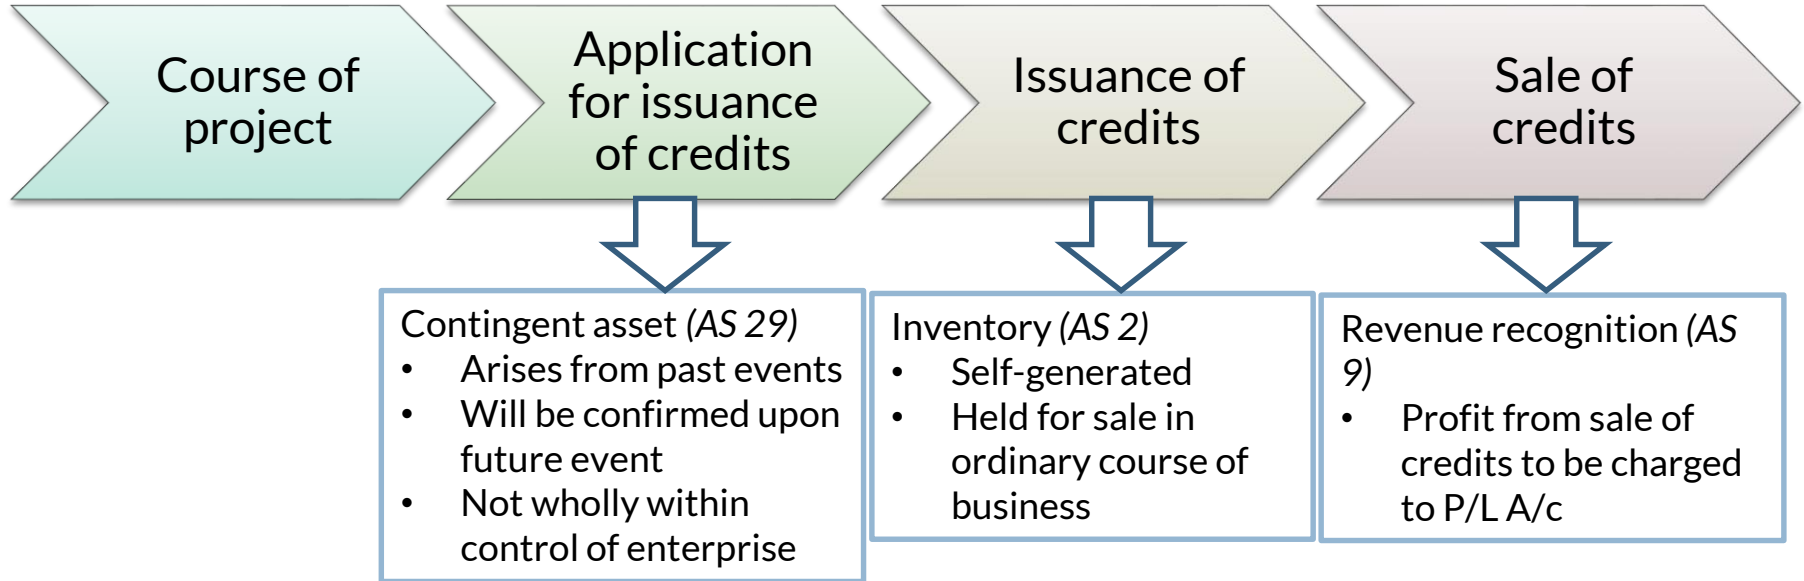 Course of
project
Application
for issuance
of credits
Issuance of
credits
Sale of
credits
Contingent asset (AS 29)
• Arises from past events
• Will be confirmed upon
future event
• Not wholly within
control of enterprise
Inventory (AS 2)
• Self-generated
• Held for sale in
ordinary course of
business
Revenue recognition (AS
9)
• Profit from sale of
credits to be charged
to P/L A/c